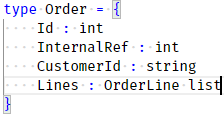 type Order = {
    Id : int
    InternalRef : int
    CustomerId : string
    Lines : OrderLine list
}